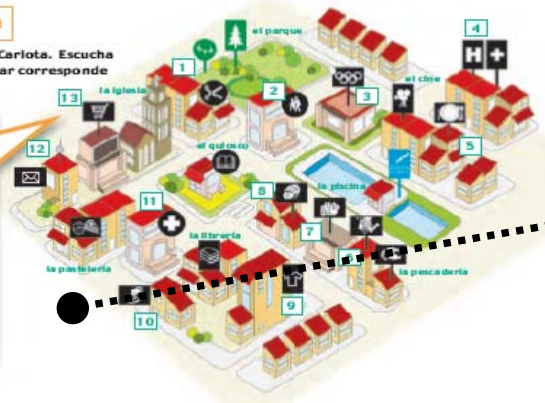 Carlota. Escucha
ar corresponde
el parque
4
H +
1
la iglesia
el cine
2
3
13
el quiosco
12
5
la piscina
11
8
7
la librería
la pastelería
la pescadería
9
10